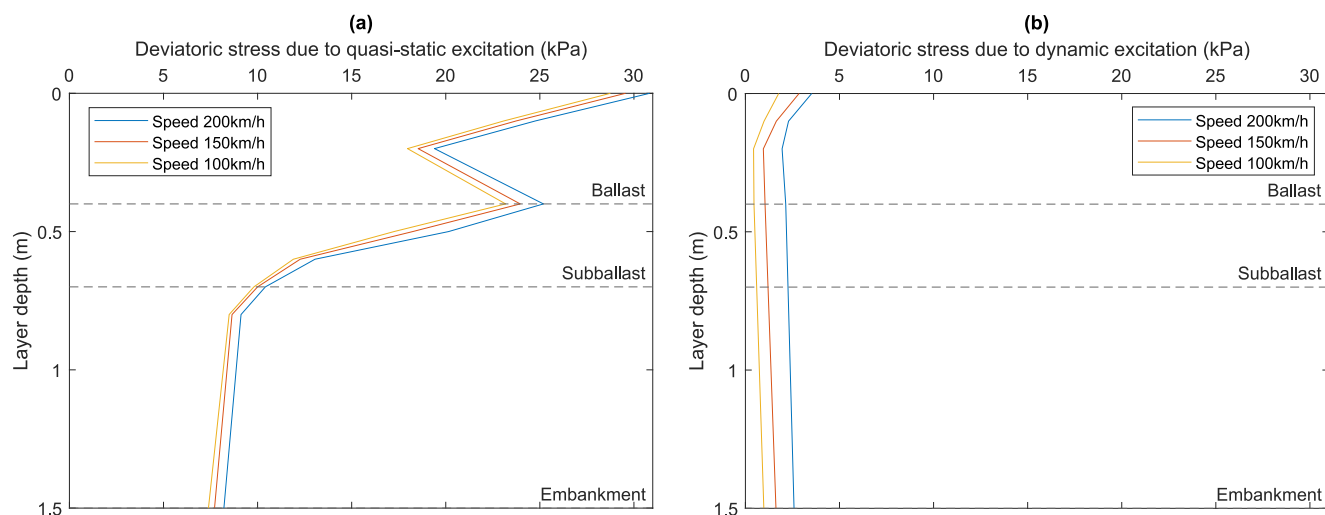 (a)
Deviatoric stress due to quasi-static excitation (kPa)
0 5 10 15 20 25 30
0
Speed 200km/h
Speed 150km/h
Speed 100km/h
Ballast
0.5
Subballast
Layer depth (m)
1
Embankment
1.5
(b)
Deviatoric stress due to dynamic excitation (kPa)
0 5 10 15 20 25 30
0
Speed 200km/h
Speed 150km/h
Speed 100km/h
Ballast
0.5
Subballast
Layer depth (m)
1
Embankment
1.5